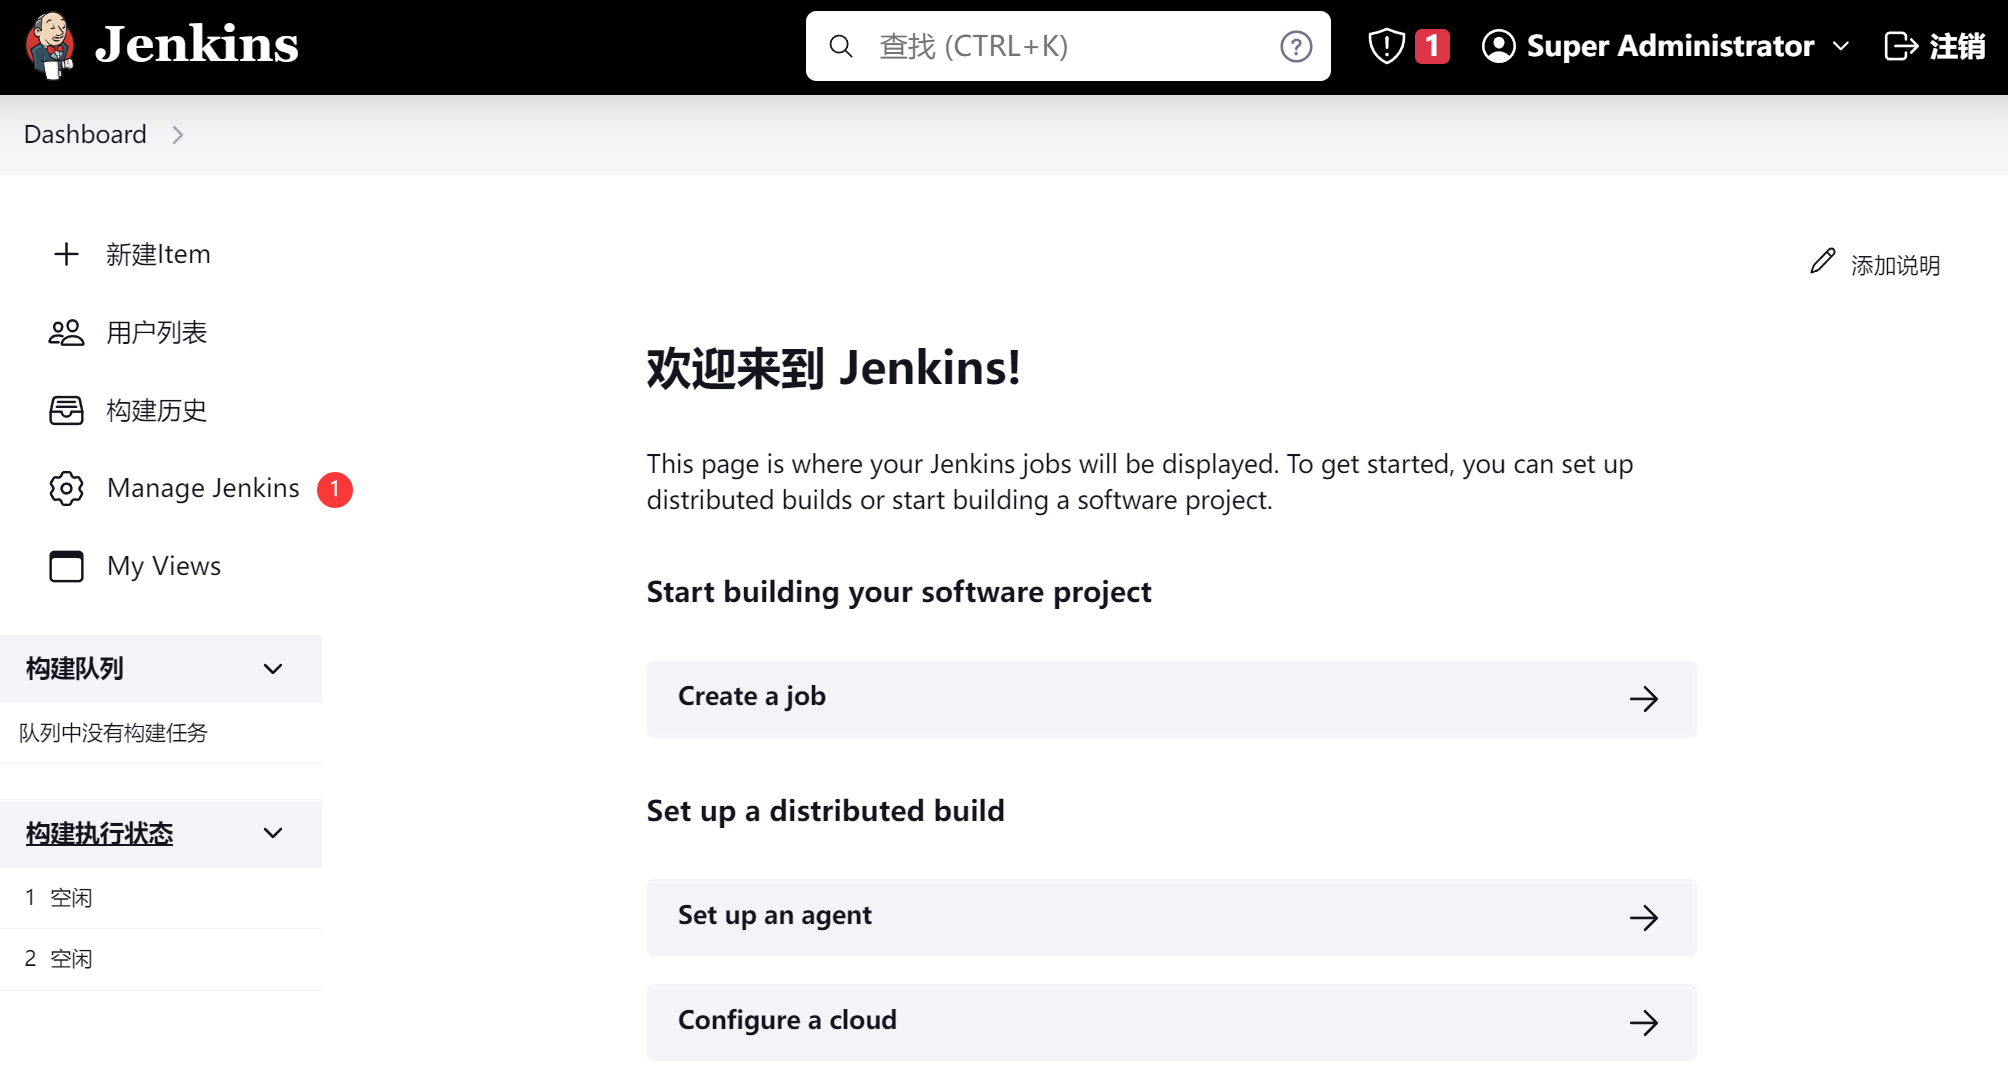 Jenkins
查找 (CTRL+K)
1
Super Administrator
注销
Dashboard
新建Item
添加说明
用户列表
构建历史
Manage Jenkins 1
My Views
构建队列
队列中没有构建任务
构建执行状态
1 空闲
2 空闲
欢迎来到 Jenkins!
This page is where your Jenkins jobs will be displayed. To get started, you can set up
distributed builds or start building a software project.
Start building your software project
Create a job
Set up a distributed build
Set up an agent
Configure a cloud